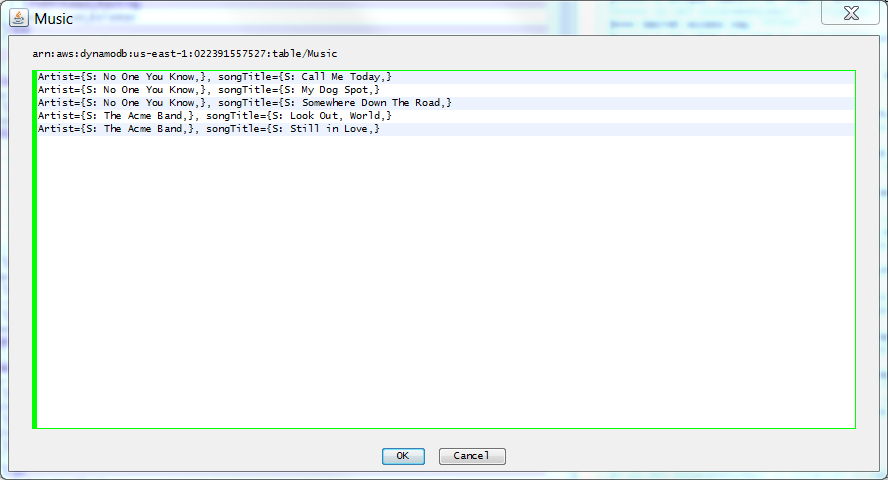 Music
arn:aws:dynamodb:us-east-1:022391557527:table/Music
Artist={S: No One You Know,}, songTitle={S: Call Me Today,}
Artist={S: No One You Know,}, songTitle={S: My Dog Spot,}
Artist={S: No One You Know,}, songTitle={S: Somewhere Down The Road,}
Artist={S: The Acme Band,}, songTitle={S: Look Out, World,}
Artist={S: The Acme Band,}, songTitle={S: Still in Love,}
OK Cancel